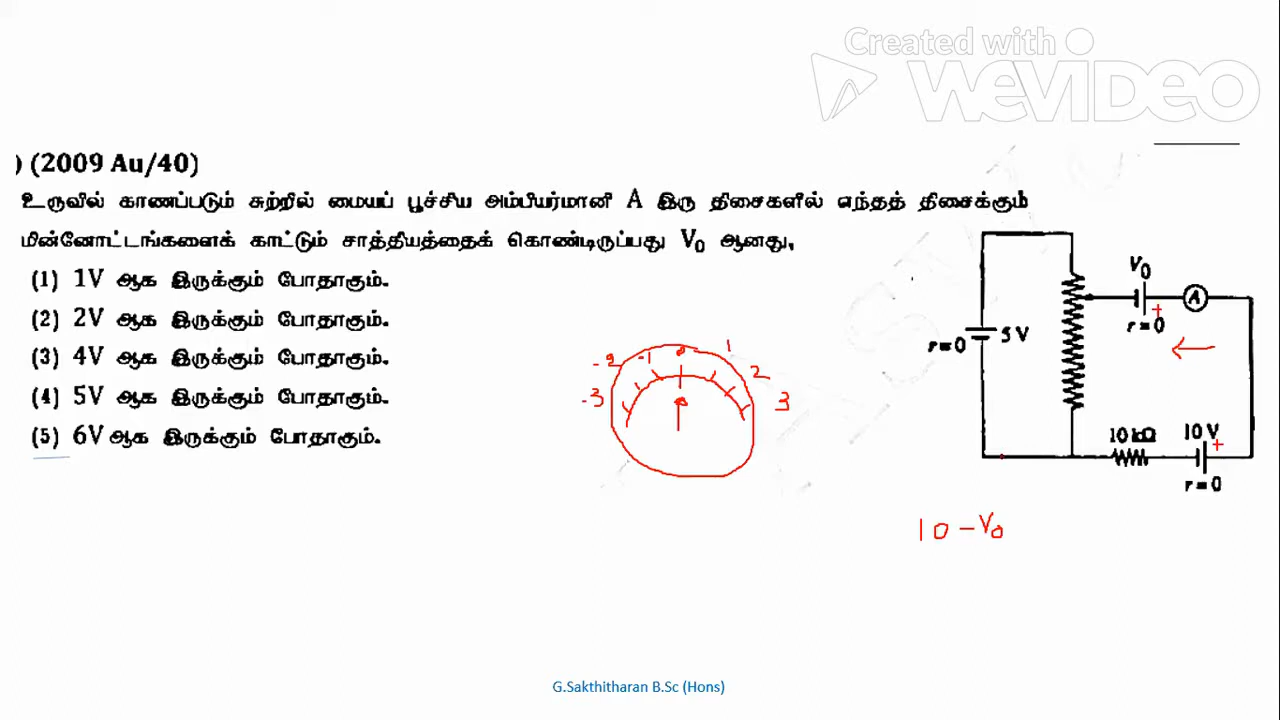 Created with
WEVIDEO
) (2009 Au/40)
உருவில் காணப்படும் சுற்றில் மையப் பூச்சிய அம்பியர்மானி A இரு திசைகளில் எந்தத் திசைக்கும்
மின்னோட்டங்களைக் காட்டும் சாத்தியத்தைக் கொண்டிருப்பது V₀ ஆனது,
(1) 1V ஆக இருக்கும் போதாகும்.
(2) 2V ஆக இருக்கும் போதாகும்.
(3) 4V ஆக இருக்கும் போதாகும்.
(4) 5V ஆக இருக்கும் போதாகும்.
(5) 6V ஆக இருக்கும் போதாகும்.
V₀
A
r=0
+
r=0 5 V
10 kΩ 10 V
+
r=0
-2 -1 0 1 2
-3 3
10 - V₀
G.Sakthitharan B.Sc (Hons)